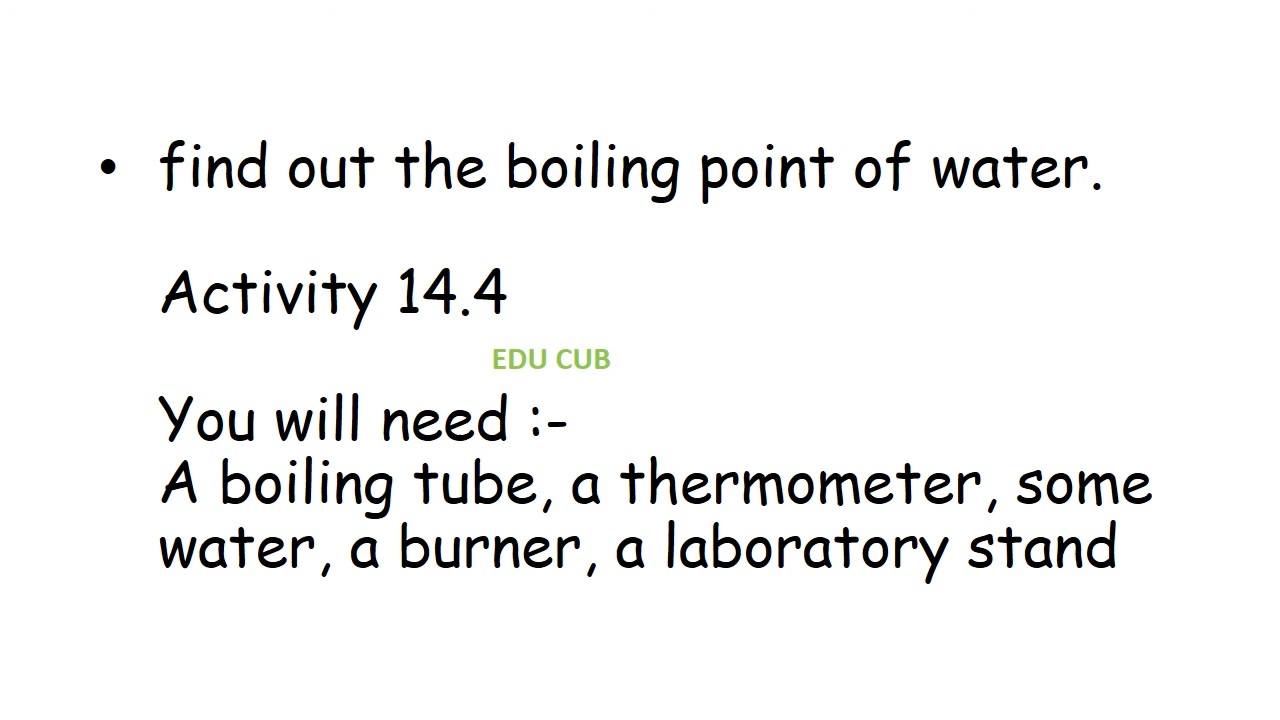 • find out the boiling point of water.
Activity 14.4
EDU CUB
You will need :-
A boiling tube, a thermometer, some
water, a burner, a laboratory stand